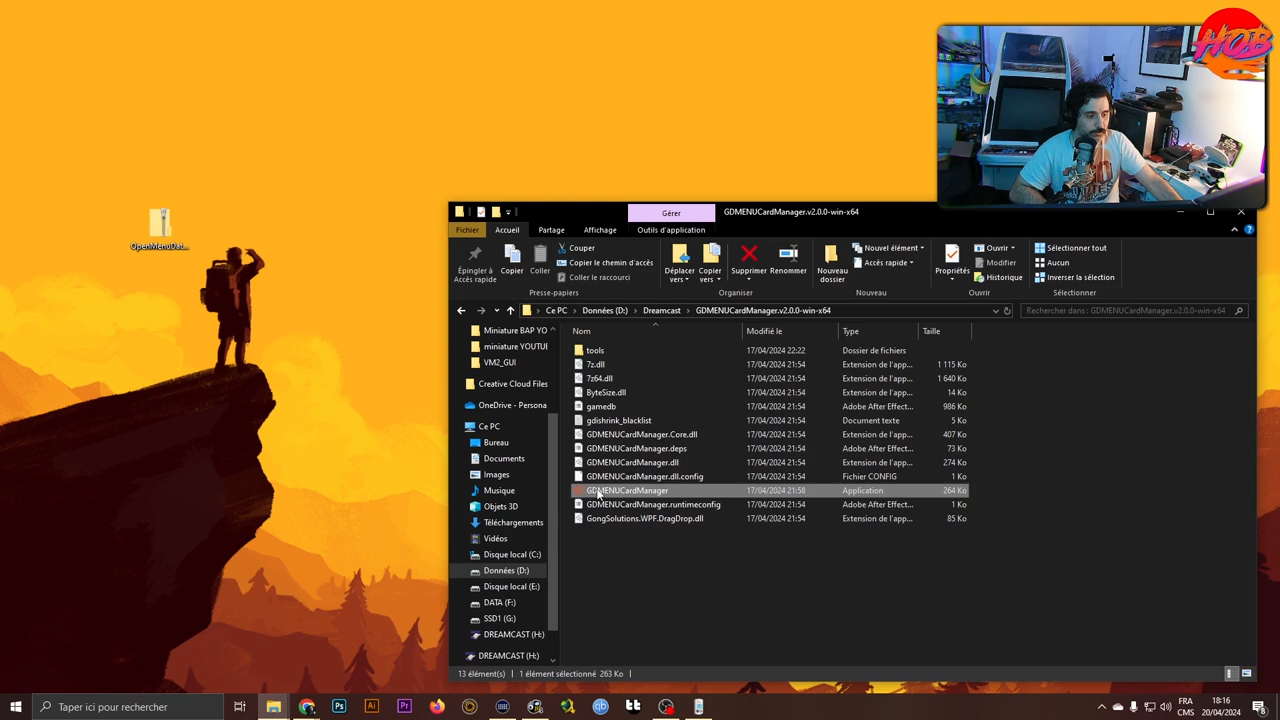 HOB
OpenMenuDat...
Gérer
GDMENUCardManager.v2.0.0-win-x64
Fichier
Accueil
Partage
Affichage
Outils d'application
Épingler à
Accès rapide
Copier
Coller
Couper
Copier le chemin d'accès
Coller le raccourci
Presse-papiers
Déplacer
vers
Copier
vers
Supprimer
Renommer
Organiser
Nouveau
dossier
Nouvel élément
Accès rapide
Nouveau
Propriétés
Ouvrir
Modifier
Historique
Ouvrir
Sélectionner tout
Aucun
Inverser la sélection
Sélectionner
Ce PC > Données (D:) > Dreamcast > GDMENUCardManager.v2.0.0-win-x64
Rechercher dans : GDMENUCardManager.v2.0.0-win-x64
Miniature BAP YO
miniature YOUTUE
VM2_GUI
Creative Cloud Files
OneDrive - Persona
Ce PC
Bureau
Documents
Images
Musique
Objets 3D
Téléchargements
Vidéos
Disque local (C:)
Données (D:)
Disque local (E:)
DATA (F:)
SSD1 (G:)
DREAMCAST (H:)
DREAMCAST (H:)
Nom Modifié le Type Taille
tools 17/04/2024 22:22 Dossier de fichiers
7z.dll 17/04/2024 21:54 Extension de l'app... 1 115 Ko
7z64.dll 17/04/2024 21:54 Extension de l'app... 1 640 Ko
ByteSize.dll 17/04/2024 21:54 Extension de l'app... 14 Ko
gamedb 17/04/2024 21:54 Adobe After Effect... 986 Ko
gdishrink_blacklist 17/04/2024 21:54 Document texte 5 Ko
GDMENUCardManager.Core.dll 17/04/2024 21:54 Extension de l'app... 407 Ko
GDMENUCardManager.deps 17/04/2024 21:54 Adobe After Effect... 73 Ko
GDMENUCardManager.dll 17/04/2024 21:54 Extension de l'app... 274 Ko
GDMENUCardManager.dll.config 17/04/2024 21:54 Fichier CONFIG 1 Ko
GDMENUCardManager 17/04/2024 21:58 Application 264 Ko
GDMENUCardManager.runtimeconfig 17/04/2024 21:54 Adobe After Effect... 1 Ko
GongSolutions.WPF.DragDrop.dll 17/04/2024 21:54 Extension de l'app... 85 Ko
13 élément(s) 1 élément sélectionné 263 Ko
Taper ici pour rechercher
Ps
Ai
Pr
qb
tt
FRA
CMS
18:16
20/04/2024